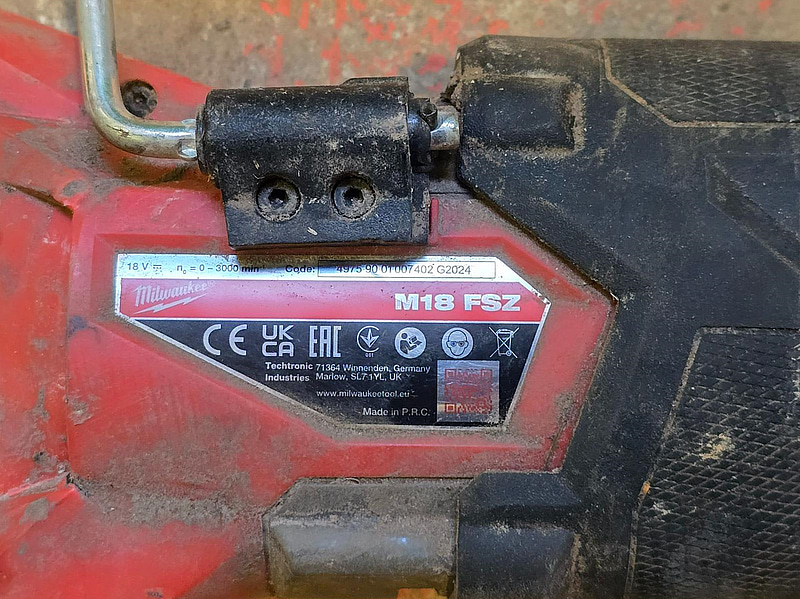 18 V n₀ = 0 – 3000 min Code: 4975 90 01007402 G2024
Milwaukee
M18 FSZ
CE UK CA EAC 001
Techtronic 71364 Winnenden, Germany
Industries Marlow, SL7 1YL, UK
www.milwaukeetool.eu
Made in P.R.C.